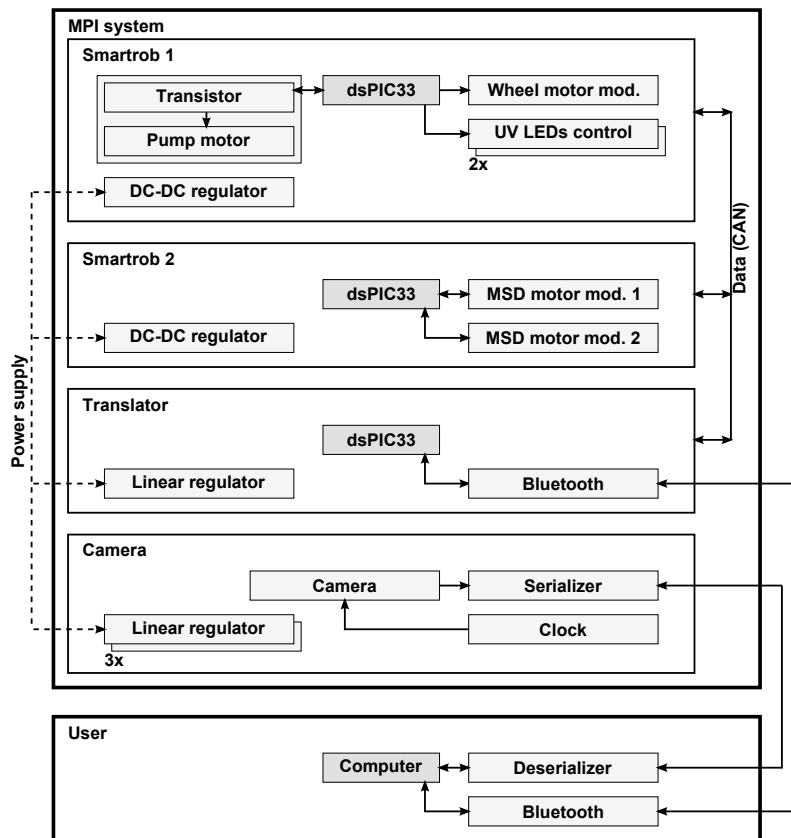 MPI system
Smartrob 1
Transistor
dsPIC33
Wheel motor mod.
Pump motor
UV LEDs control
2x
DC-DC regulator
Data (CAN)
Smartrob 2
dsPIC33
MSD motor mod. 1
DC-DC regulator
MSD motor mod. 2
Power supply
Translator
dsPIC33
Linear regulator
Bluetooth
Camera
Camera
Serializer
Linear regulator
Clock
3x
User
Computer
Deserializer
Bluetooth